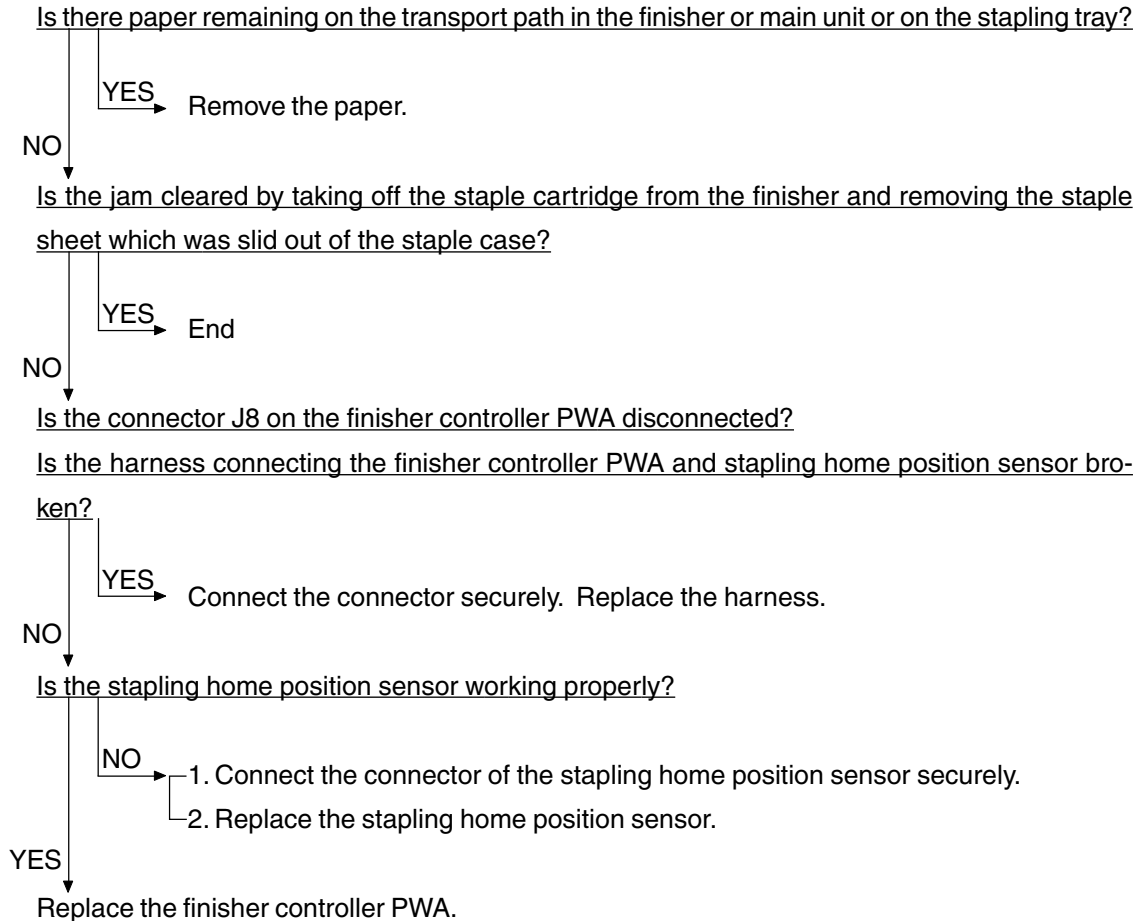 Is there paper remaining on the transport path in the finisher or main unit or on the stapling tray?
YES
Remove the paper.
NO
Is the jam cleared by taking off the staple cartridge from the finisher and removing the staple
sheet which was slid out of the staple case?
YES
End
NO
Is the connector J8 on the finisher controller PWA disconnected?
Is the harness connecting the finisher controller PWA and stapling home position sensor bro-
ken?
YES
Connect the connector securely. Replace the harness.
NO
Is the stapling home position sensor working properly?
NO
1. Connect the connector of the stapling home position sensor securely.
2. Replace the stapling home position sensor.
YES
Replace the finisher controller PWA.